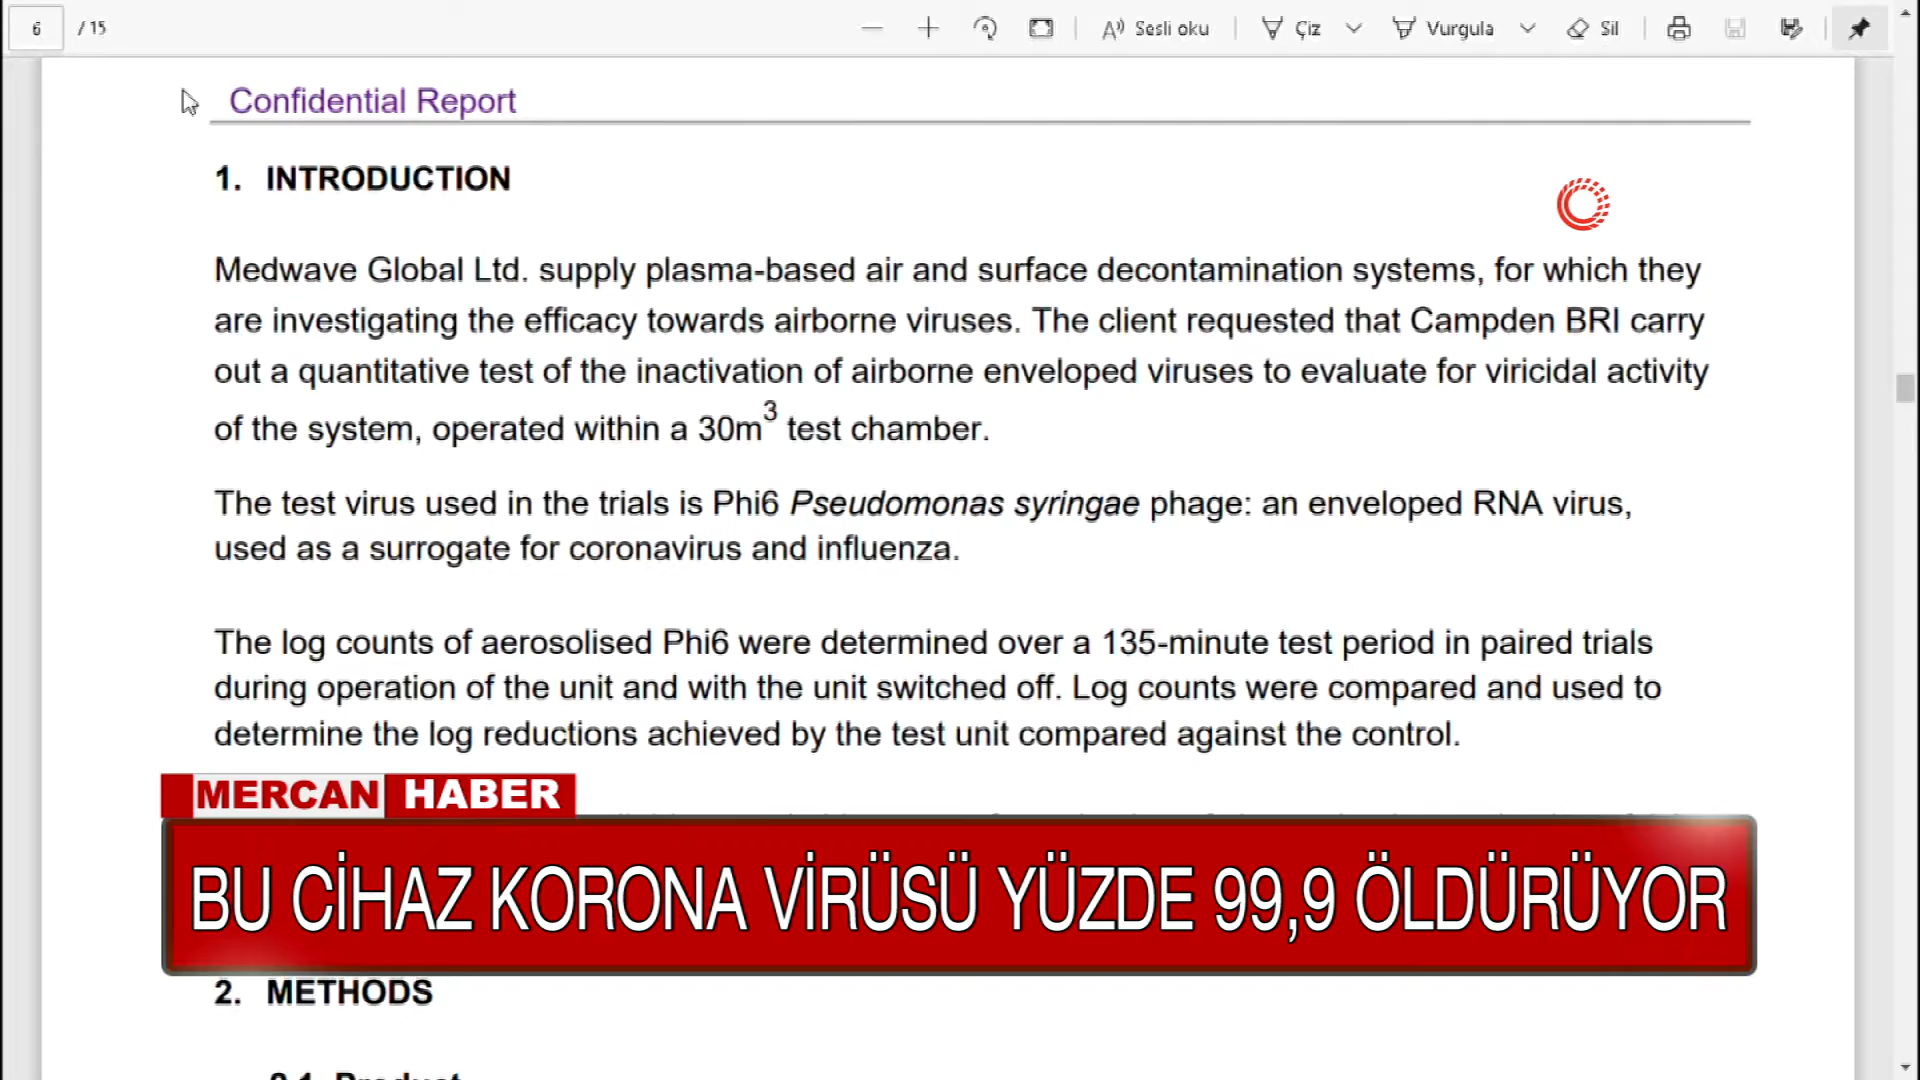 6 / 15
Sesli oku
Çiz
Vurgula
Sil
Confidential Report
1. INTRODUCTION
Medwave Global Ltd. supply plasma-based air and surface decontamination systems, for which they
are investigating the efficacy towards airborne viruses. The client requested that Campden BRI carry
out a quantitative test of the inactivation of airborne enveloped viruses to evaluate for viricidal activity
of the system, operated within a 30m³ test chamber.
The test virus used in the trials is Phi6 Pseudomonas syringae phage: an enveloped RNA virus,
used as a surrogate for coronavirus and influenza.
The log counts of aerosolised Phi6 were determined over a 135-minute test period in paired trials
during operation of the unit and with the unit switched off. Log counts were compared and used to
determine the log reductions achieved by the test unit compared against the control.
MERCAN HABER
BU CİHAZ KORONA VİRÜSÜ YÜZDE 99,9 ÖLDÜRÜYOR
2. METHODS
2.1 Product